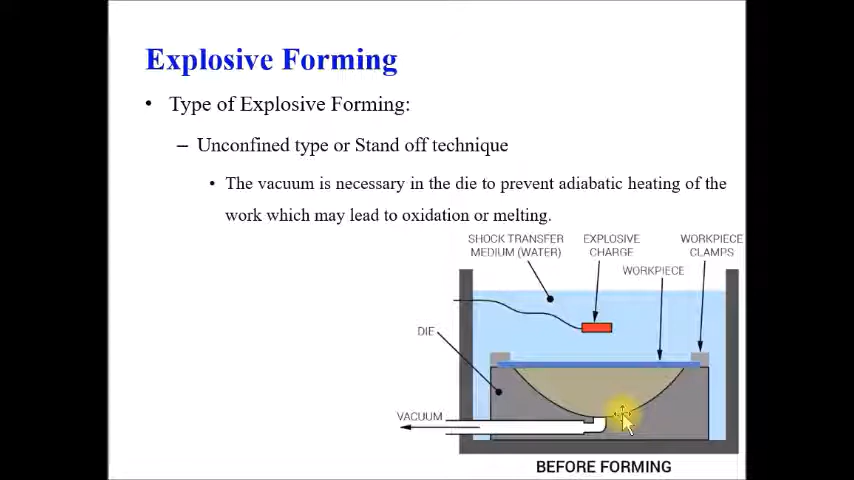 Explosive Forming
• Type of Explosive Forming:
– Unconfined type or Stand off technique
• The vacuum is necessary in the die to prevent adiabatic heating of the
work which may lead to oxidation or melting.
SHOCK TRANSFER
MEDIUM (WATER)
EXPLOSIVE
CHARGE
WORKPIECE
CLAMPS
WORKPIECE
DIE
VACUUM
BEFORE FORMING